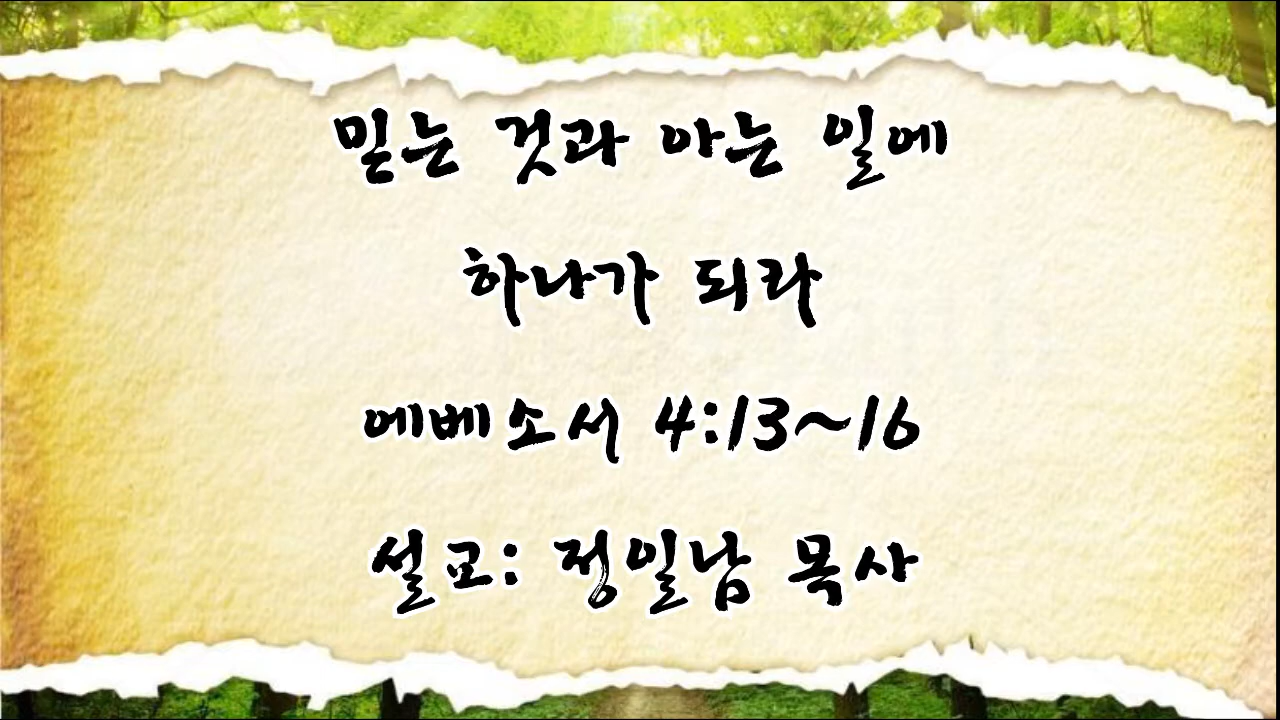 믿는 것과 아는 일에
하나가 되라
에베소서 4:13~16
설교: 정일남 목사